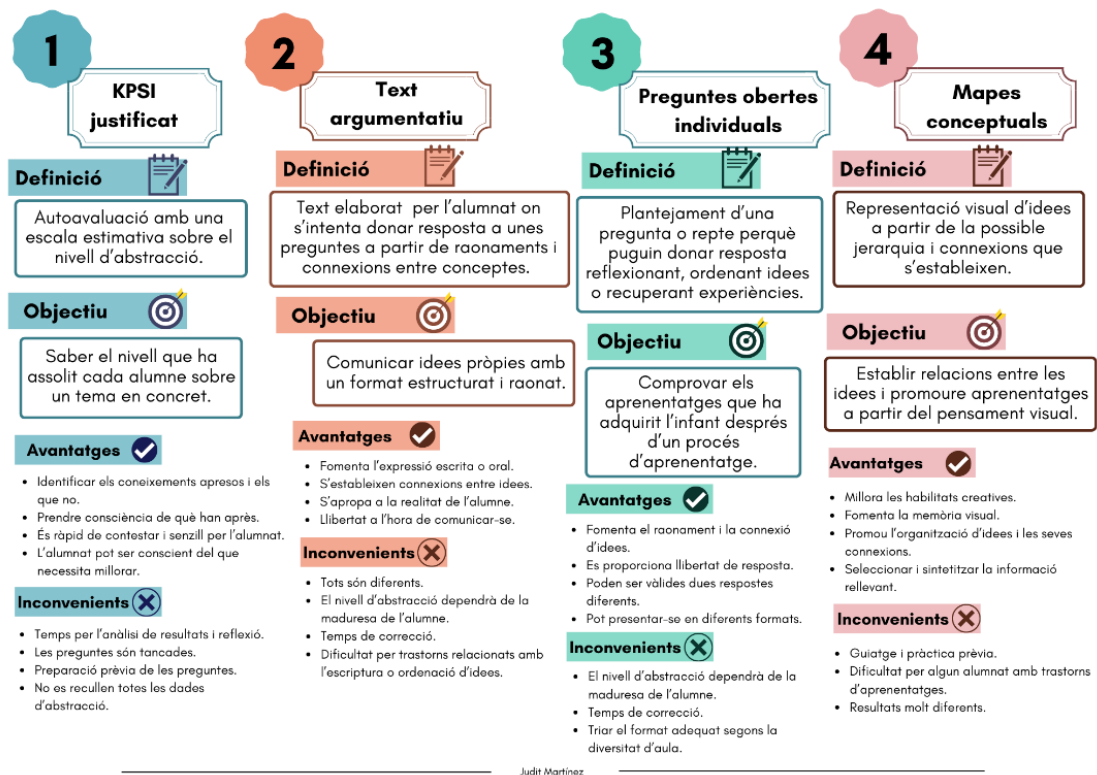 1
KPSI
justificat
Definició
Autoavaluació amb una
escala estimativa sobre el
nivell d'abstracció.
Objectiu
Saber el nivell que ha
assolit cada alumne sobre
un tema en concret.
Avantatges
• Identificar els coneixements apresos i els
que no.
• Prendre consciència de què han après.
• És ràpid de contestar i senzill per l'alumnat.
• L'alumnat pot ser conscient del que
necessita millorar.
Inconvenients
• Temps per l'anàlisi de resultats i reflexió.
• Les preguntes són tancades.
• Preparació prèvia de les preguntes.
• No es recullen totes les dades
d'abstracció.
2
Text
argumentatiu
Definició
Text elaborat per l'alumnat on
s'intenta donar resposta a unes
preguntes a partir de raonaments i
connexions entre conceptes.
Objectiu
Comunicar idees pròpies amb
un format estructurat i raonat.
Avantatges
• Fomenta l'expressió escrita o oral.
• S'estableixen connexions entre idees.
• S'apropa a la realitat de l'alumne.
• Llibertat a l'hora de comunicar-se.
Inconvenients
• Tots són diferents.
• El nivell d'abstracció dependrà de la
maduresa de l'alumne.
• Temps de correcció.
• Dificultat per trastorns relacionats amb
l'escriptura o ordenació d'idees.
3
Preguntes obertes
individuals
Definició
Plantejament d'una
pregunta o repte perquè
puguin donar resposta
reflexionant, ordenant idees
o recuperant experiències.
Objectiu
Comprovar els
aprenentatges que ha
adquirit l'infant després
d'un procés
d'aprenentatge.
Avantatges
• Fomenta el raonament i la connexió
d'idees.
• Es proporciona llibertat de resposta.
• Poden ser vàlides dues respostes
diferents.
• Pot presentar-se en diferents formats.
Inconvenients
• El nivell d'abstracció dependrà de la
maduresa de l'alumne.
• Temps de correcció.
• Triar el format adequat segons la
diversitat d'aula.
4
Mapes
conceptuals
Definició
Representació visual d'idees
a partir de la possible
jerarquia i connexions que
s'estableixen.
Objectiu
Establir relacions entre les
idees i promoure aprenentatges
a partir del pensament visual.
Avantatges
• Millora les habilitats creatives.
• Fomenta la memòria visual.
• Promou l'organització d'idees i les seves
connexions.
• Seleccionar i sintetitzar la informació
rellevant.
Inconvenients
• Guiatge i pràctica prèvia.
• Dificultat per algun alumnat amb trastorns
d'aprenentatges.
• Resultats molt diferents.
Judit Martínez